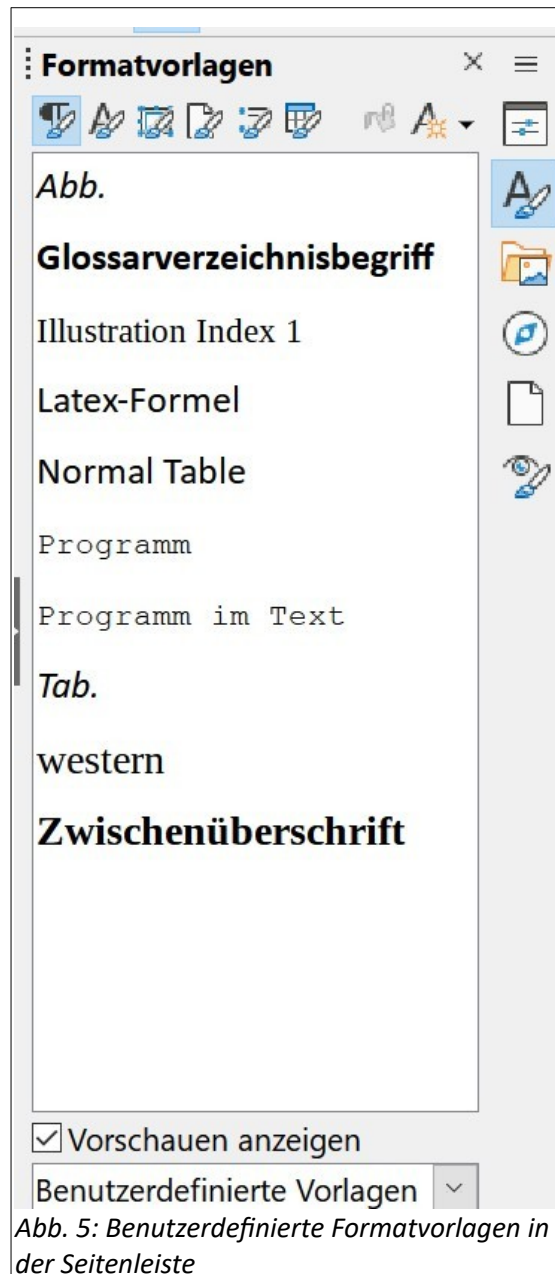 Formatvorlagen
Abb.
Glossarverzeichnisbegriff
Illustration Index 1
Latex-Formel
Normal Table
Programm
Programm im Text
Tab.
western
Zwischenüberschrift
Vorschauen anzeigen
Benutzerdefinierte Vorlagen
Abb. 5: Benutzerdefinierte Formatvorlagen in
der Seitenleiste